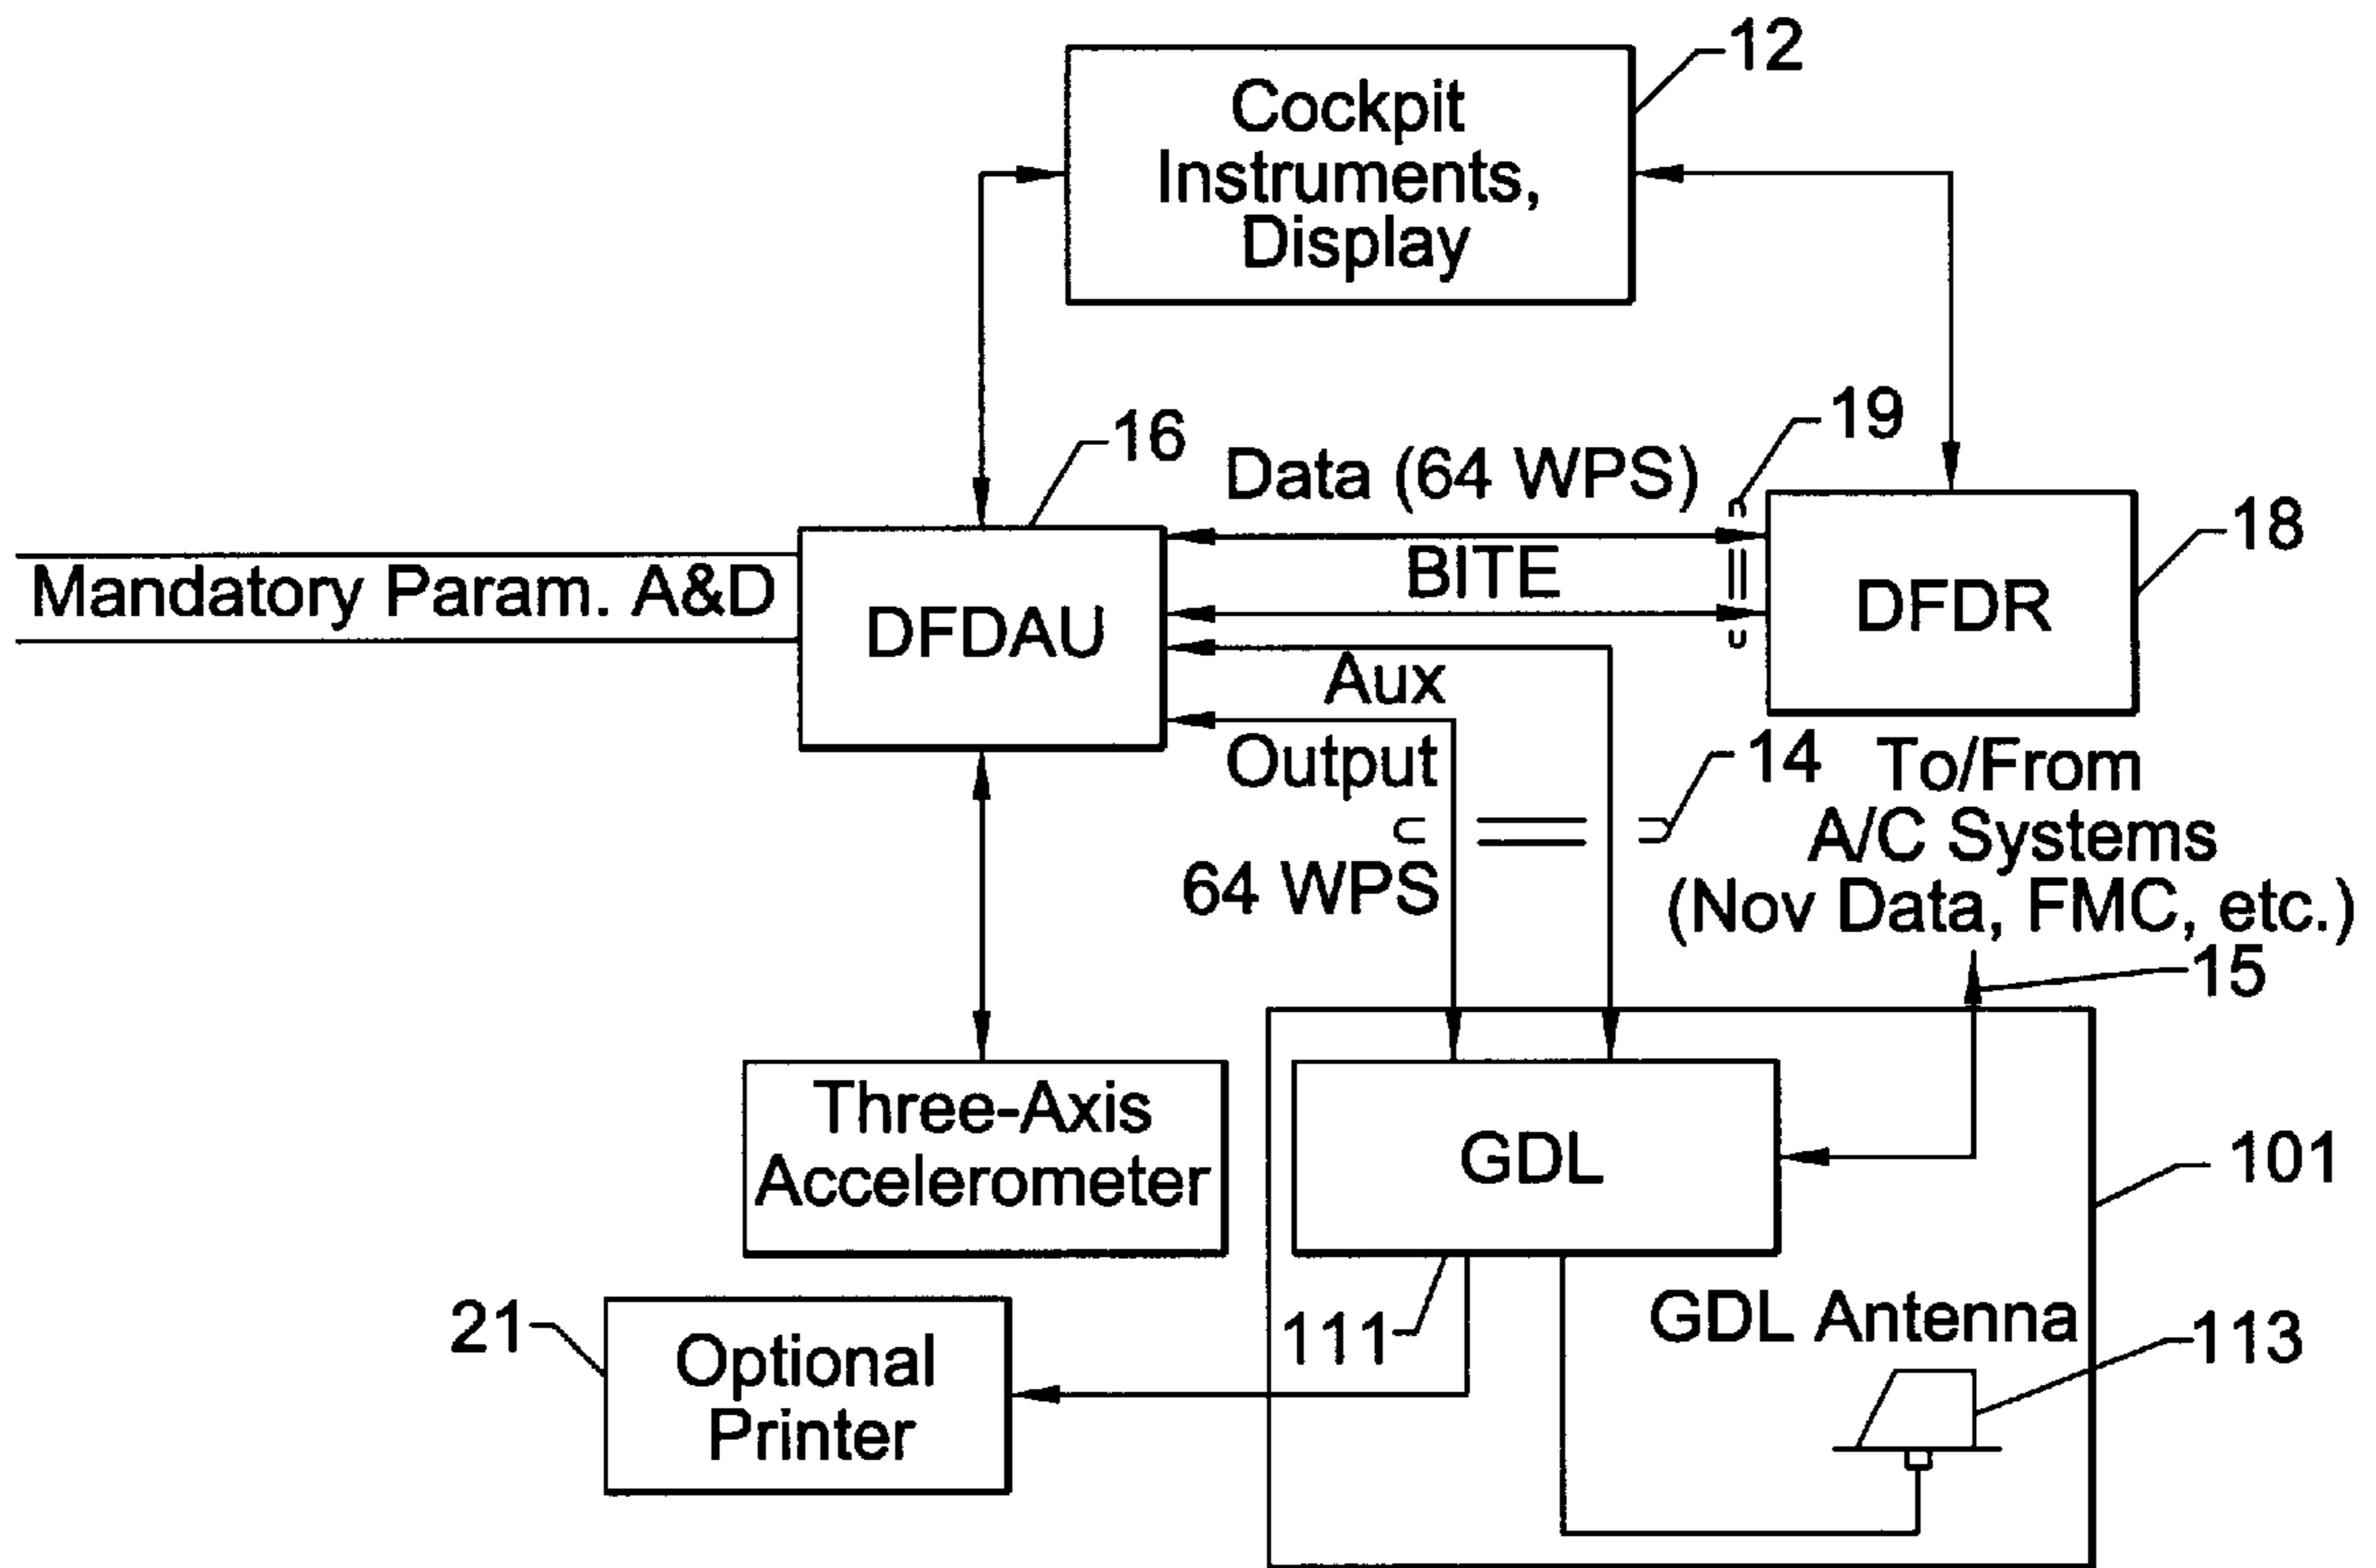 12
Cockpit
Instruments,
Display
16
19
Data (64 WPS)
18
Mandatory Param. A&D
BITE
DFDAU
DFDR
Aux
Output
14
To/From
A/C Systems
64 WPS
(Nov Data, FMC, etc.)
15
Three-Axis
Accelerometer
GDL
101
21
111
GDL Antenna
113
Optional
Printer